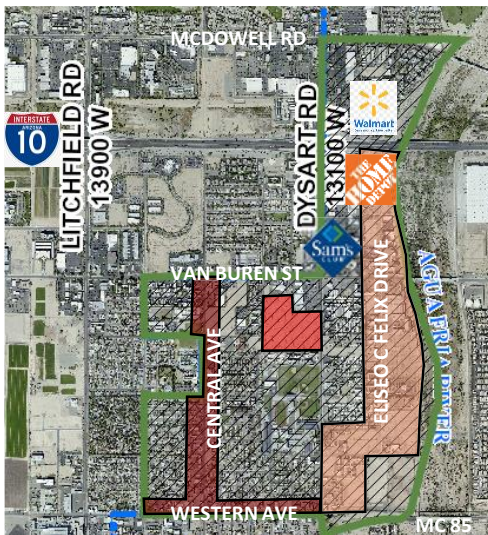 MCDOWELL RD
INTERSTATE
ARIZONA
10
LITCHFIELD RD
13900 W
DYSART RD
13100 W
Walmart
THE
HOME
DEPOT
Sam's
CLUB
VAN BUREN ST
CENTRAL AVE
ELISEO C FELIX DRIVE
AGUA FRIA RIVER
WESTERN AVE
MC 85